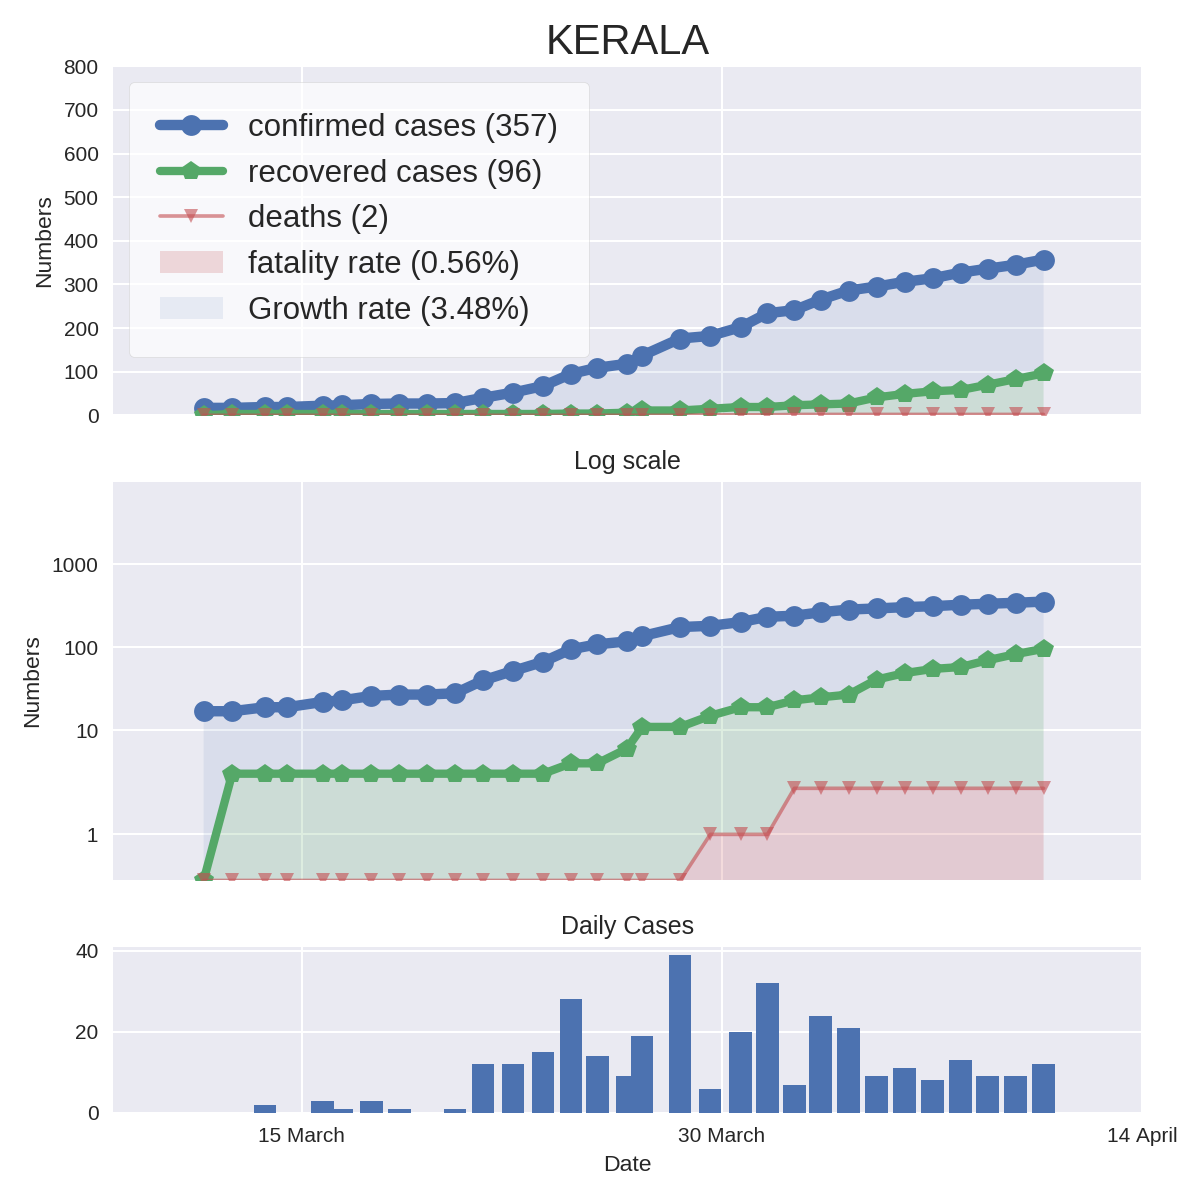 KERALA
800
700
600
500
400
300
200
100
0
Numbers
confirmed cases (357)
recovered cases (96)
deaths (2)
fatality rate (0.56%)
Growth rate (3.48%)
Log scale
1000
100
10
1
Numbers
Daily Cases
40
20
0
15 March 30 March 14 April
Date